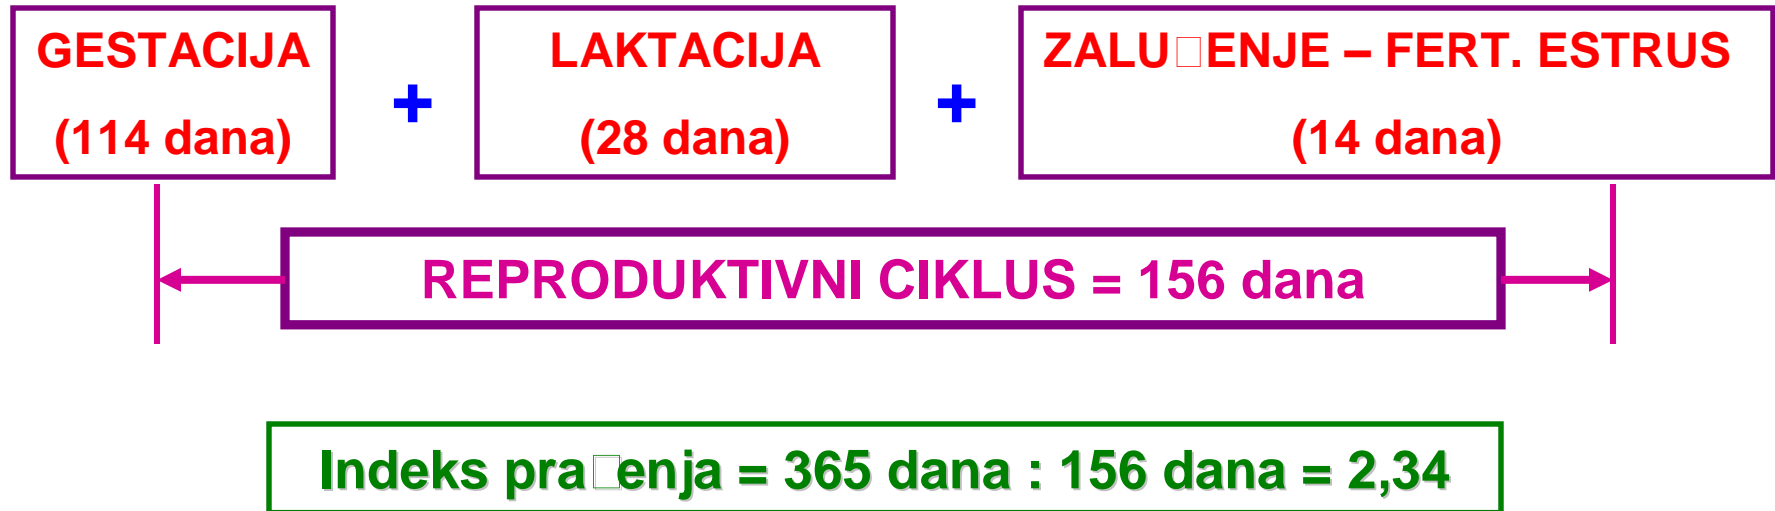 GESTACIJA
(114 dana)
+
LAKTACIJA
(28 dana)
+
ZALU□ENJE – FERT. ESTRUS
(14 dana)
REPRODUKTIVNI CIKLUS = 156 dana
Indeks pra□enja = 365 dana : 156 dana = 2,34